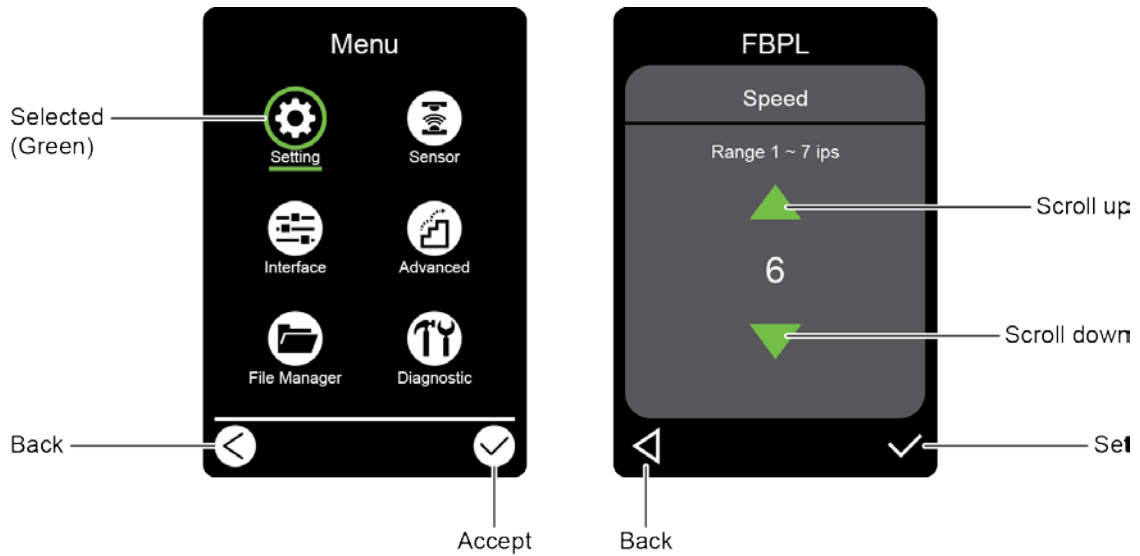 Menu
Selected
(Green)
Setting
Sensor
Interface
Advanced
File Manager
Diagnostic
Back
Accept
FBPL
Speed
Range 1 ~ 7 ips
6
Scroll up
Scroll down
Set
Back